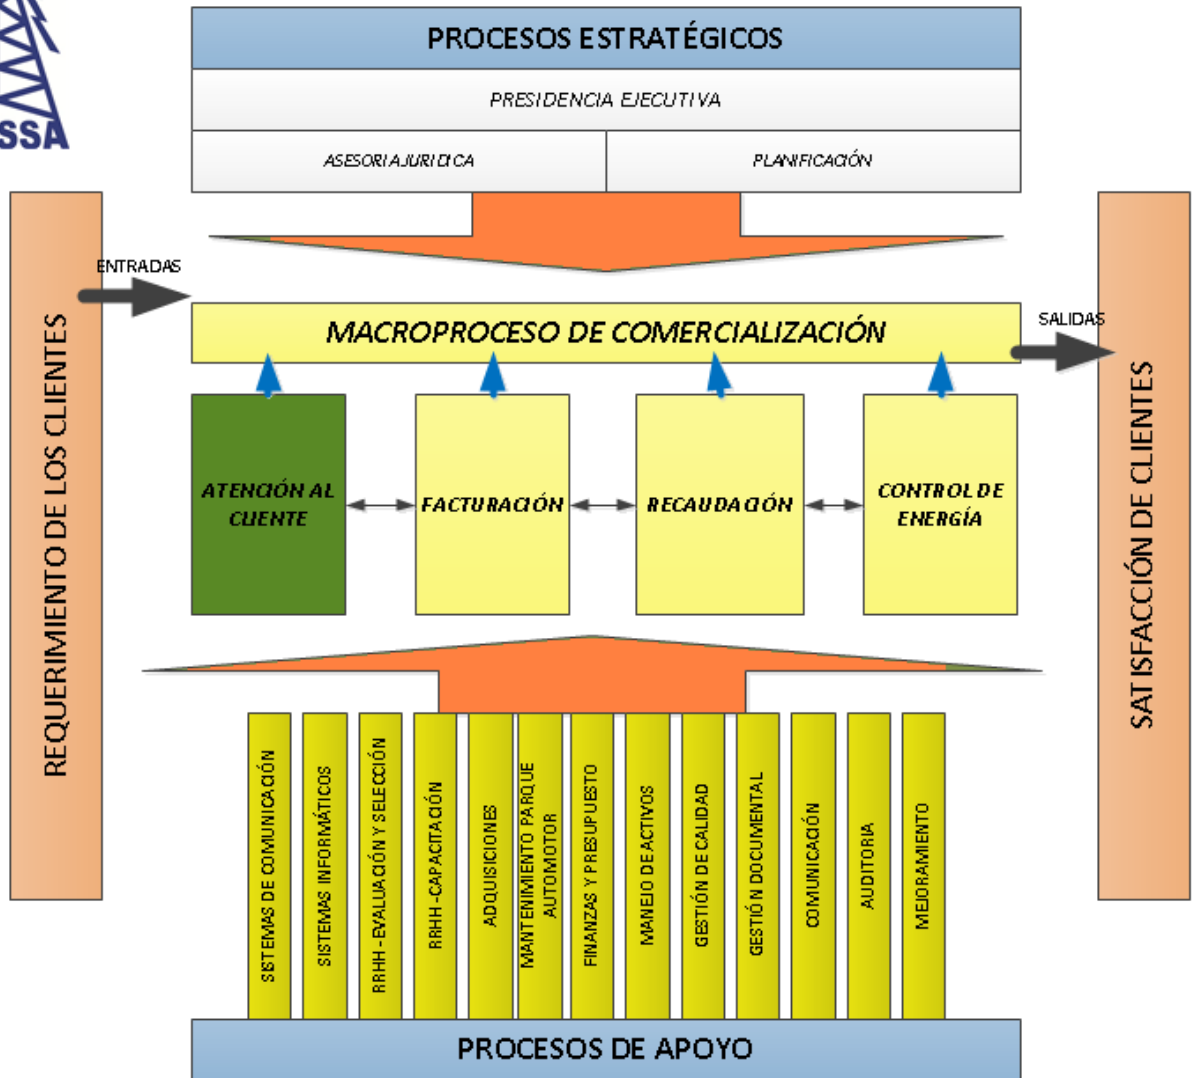 PROCESOS ESTRATÉGICOS
PRESIDENCIA EJECUTIVA
SSA
ASESORIA JURIDICA
PLANIFICACIÓN
ENTRADAS
SALIDAS
MACROPROCESO DE COMERCIALIZACIÓN
REQUERIMIENTO DE LOS CLIENTES
SATISFACCIÓN DE CLIENTES
ATENCIÓN AL
CLIENTE
FACTURACIÓN
RECAUDACIÓN
CONTROL DE
ENERGÍA
SISTEMAS DE COMUNICACIÓN
SISTEMAS INFORMÁTICOS
RRHH -EVALUACIÓN Y SELECCIÓN
RRHH -CAPACITACIÓN
ADQUISICIONES
MANTENIMIENTO PARQUE
AUTOMOTOR
FINANZAS Y PRESUPUESTO
MANEJO DE ACTIVOS
GESTIÓN DE CALIDAD
GESTIÓN DOCUMENTAL
COMUNICACIÓN
AUDITORIA
MEJORAMIENTO
PROCESOS DE APOYO